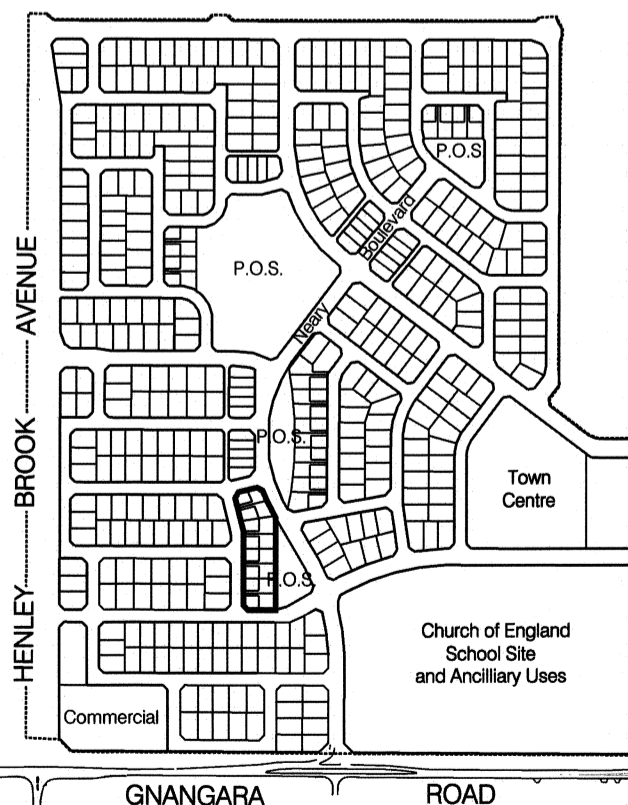 P.O.S.
Boulevard
P.O.S.
Neary
P.O.S.
P.O.S.
HENLEY BROOK AVENUE
Town
Centre
Church of England
School Site
and Ancilliary Uses
Commercial
GNANGARA ROAD